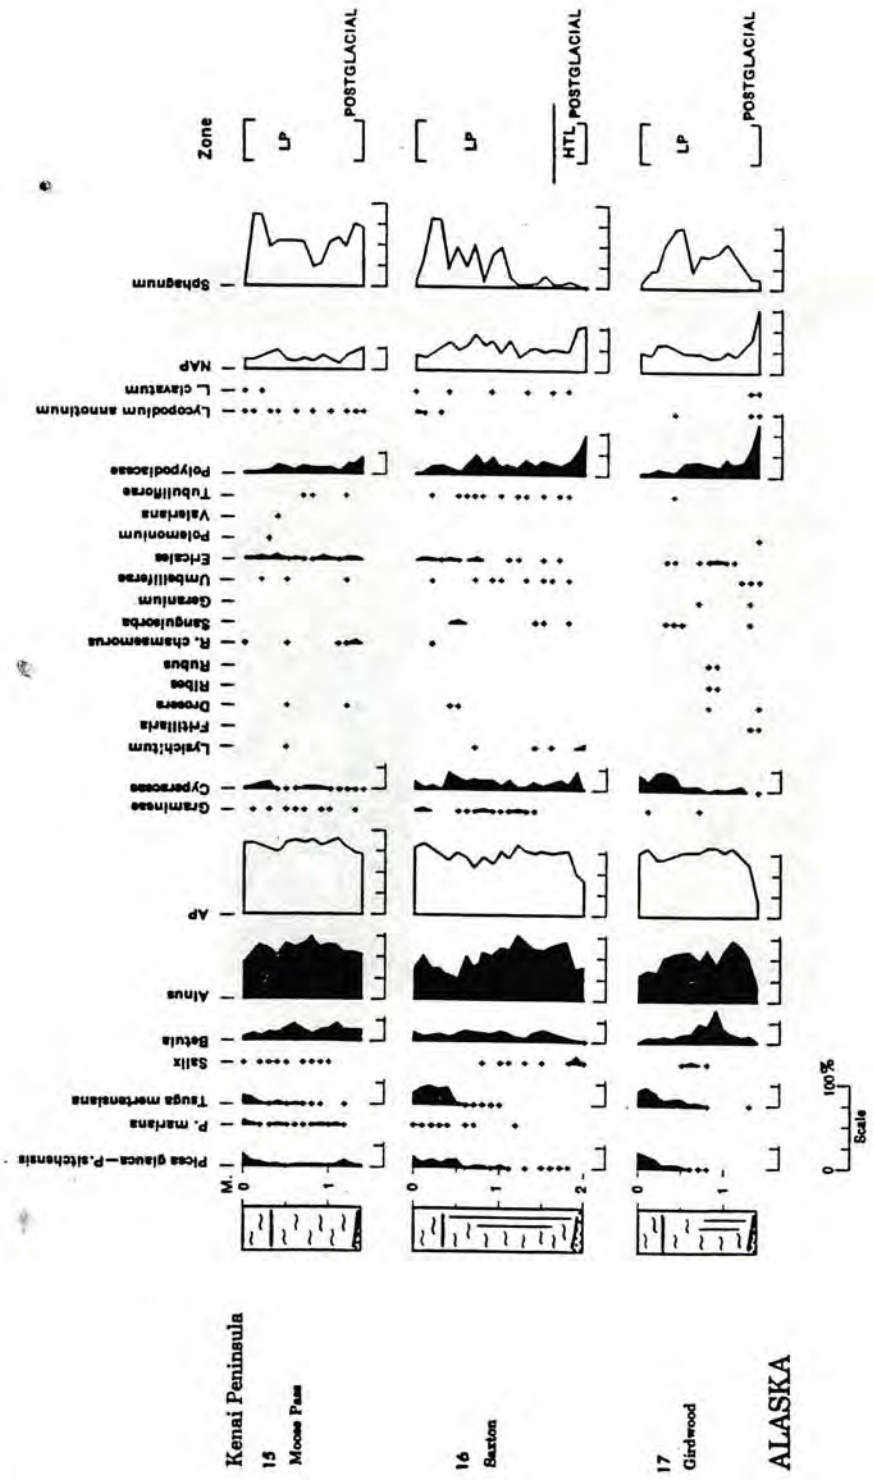 Kenai Peninsula
15
Moose Pass
16
Saxton
17
Girdwood
ALASKA
M.
0
1
0
1
2
0
1
Picea glauca—P. sitchensis
P. mariana
Tsuga mertensiana
Salix
Betula
Alnus
AP
Gramineae
Cyperaceae
Lysichitum
Fritillaria
Drosera
Ribes
Rubus
R. chamaemorus
Sanguisorba
Geranium
Umbelliferae
Ericales
Polemonium
Valeriana
Tubuliflorae
Polypodiaceae
Lycopodium annotinum
L. clavatum
NAP
Sphagnum
Zone
LP
POSTGLACIAL
LP
HTL
POSTGLACIAL
LP
POSTGLACIAL
0
100%
Scale